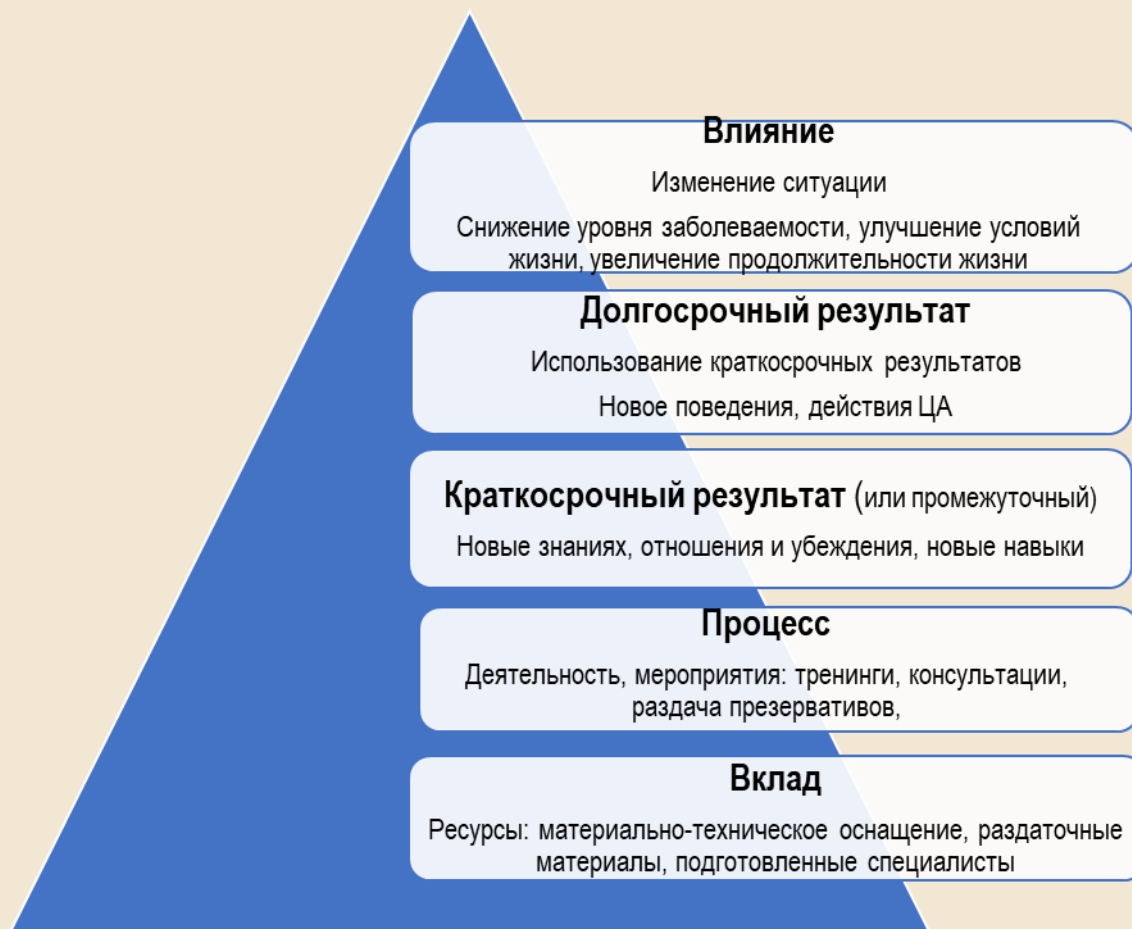 Влияние
Изменение ситуации
Снижение уровня заболеваемости, улучшение условий
жизни, увеличение продолжительности жизни
Долгосрочный результат
Использование краткосрочных результатов
Новое поведения, действия ЦА
Краткосрочный результат (или промежуточный)
Новые знаниях, отношения и убеждения, новые навыки
Процесс
Деятельность, мероприятия: тренинги, консультации,
раздача презервативов,
Вклад
Ресурсы: материально-техническое оснащение, раздаточные
материалы, подготовленные специалисты